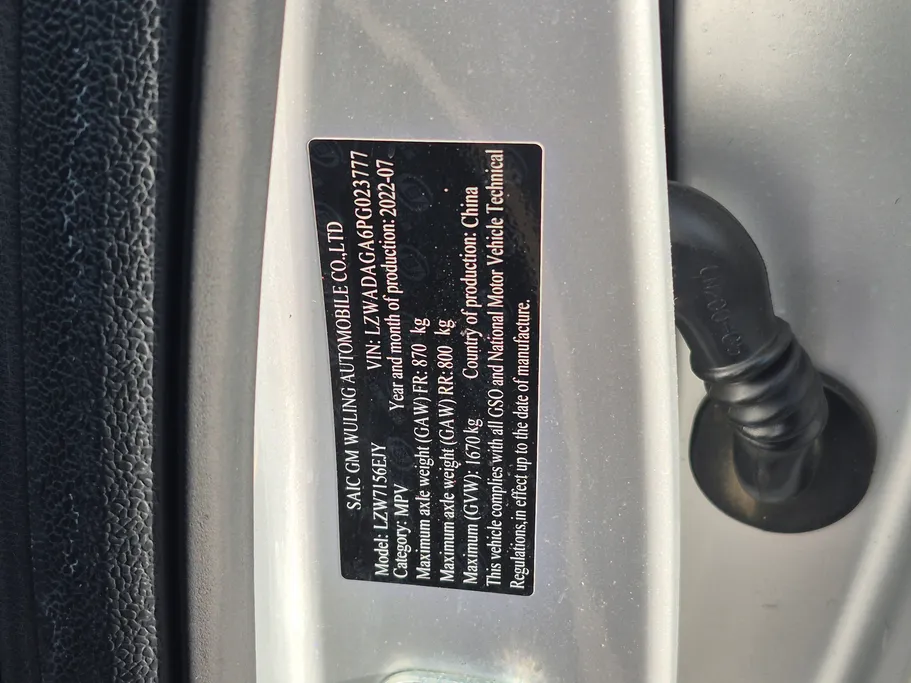 SAIC GM WULING AUTOMOBILE CO.,LTD
Model: LZW7156EJY VIN: LZWADAGA6PG023777
Category: MPV Year and month of production: 2022-07
Maximum axle weight (GAW) FR: 870 kg
Maximum axle weight (GAW) RR: 800 kg
Maximum (GVW): 1670 kg Country of production: China
This vehicle complies with all GSO and National Motor Vehicle Technical
Regulations,in effect up to the date of manufacture.